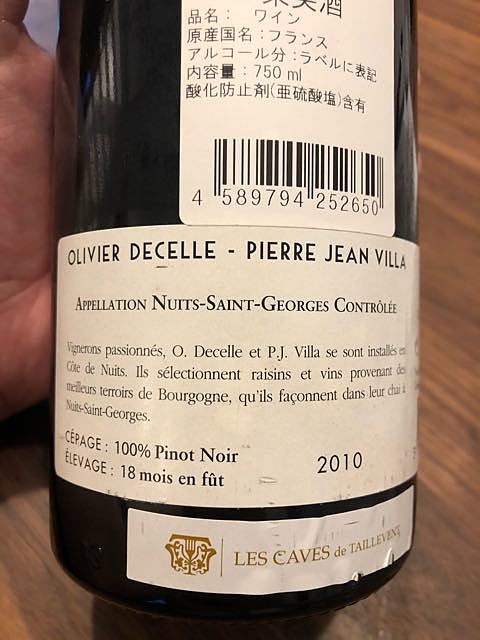 果実酒
品名： ワイン
原産国名：フランス
アルコール分：ラベルに表記
内容量：750 ml
酸化防止剤(亜硫酸塩)含有
4 589794 252650
OLIVIER DECELLE - PIERRE JEAN VILLA
APPELLATION NUITS-SAINT-GEORGES CONTRÔLÉE
Vignerons passionnés, O. Decelle et P.J. Villa se sont installés en
Côte de Nuits. Ils sélectionnent raisins et vins provenant des
meilleurs terroirs de Bourgogne, qu'ils façonnent dans leur chai à
Nuits-Saint-Georges.
CÉPAGE : 100% Pinot Noir
ÉLEVAGE : 18 mois en fût
2010
LES CAVES de TAILLEVENT